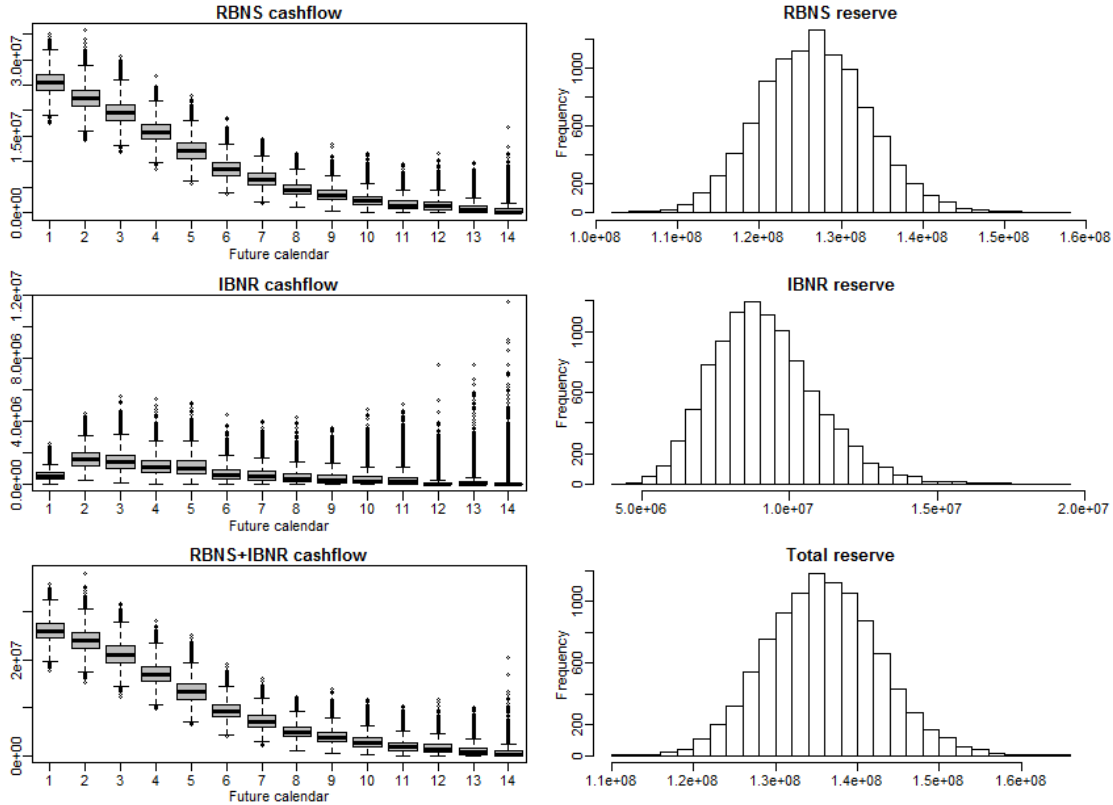 RBNS cashflow
0.0e+00 1.5e+07 3.0e+07
1 2 3 4 5 6 7 8 9 10 11 12 13 14
Future calendar
RBNS reserve
Frequency
0 200 600 1000
1.0e+08 1.1e+08 1.2e+08 1.3e+08 1.4e+08 1.5e+08 1.6e+08
IBNR cashflow
0.0e+00 4.0e+06 8.0e+06 1.2e+07
1 2 3 4 5 6 7 8 9 10 11 12 13 14
Future calendar
IBNR reserve
Frequency
0 200 600 1000
5.0e+06 1.0e+07 1.5e+07 2.0e+07
RBNS+IBNR cashflow
0e+00 2e+07
1 2 3 4 5 6 7 8 9 10 11 12 13 14
Future calendar
Total reserve
Frequency
0 200 600 1000
1.1e+08 1.2e+08 1.3e+08 1.4e+08 1.5e+08 1.6e+08